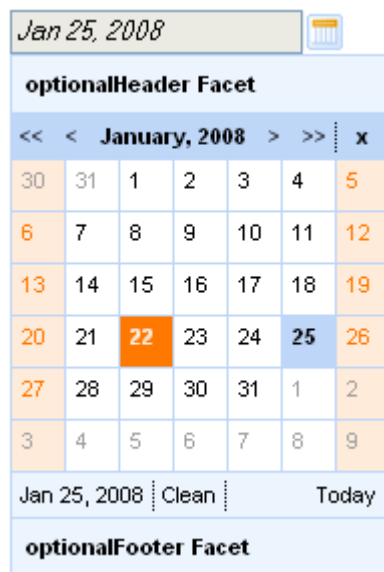 Jan 25, 2008
optionalHeader Facet
<< < January, 2008 > >> x
30 31 1 2 3 4 5
6 7 8 9 10 11 12
13 14 15 16 17 18 19
20 21 22 23 24 25 26
27 28 29 30 31 1 2
3 4 5 6 7 8 9
Jan 25, 2008 Clean Today
optionalFooter Facet